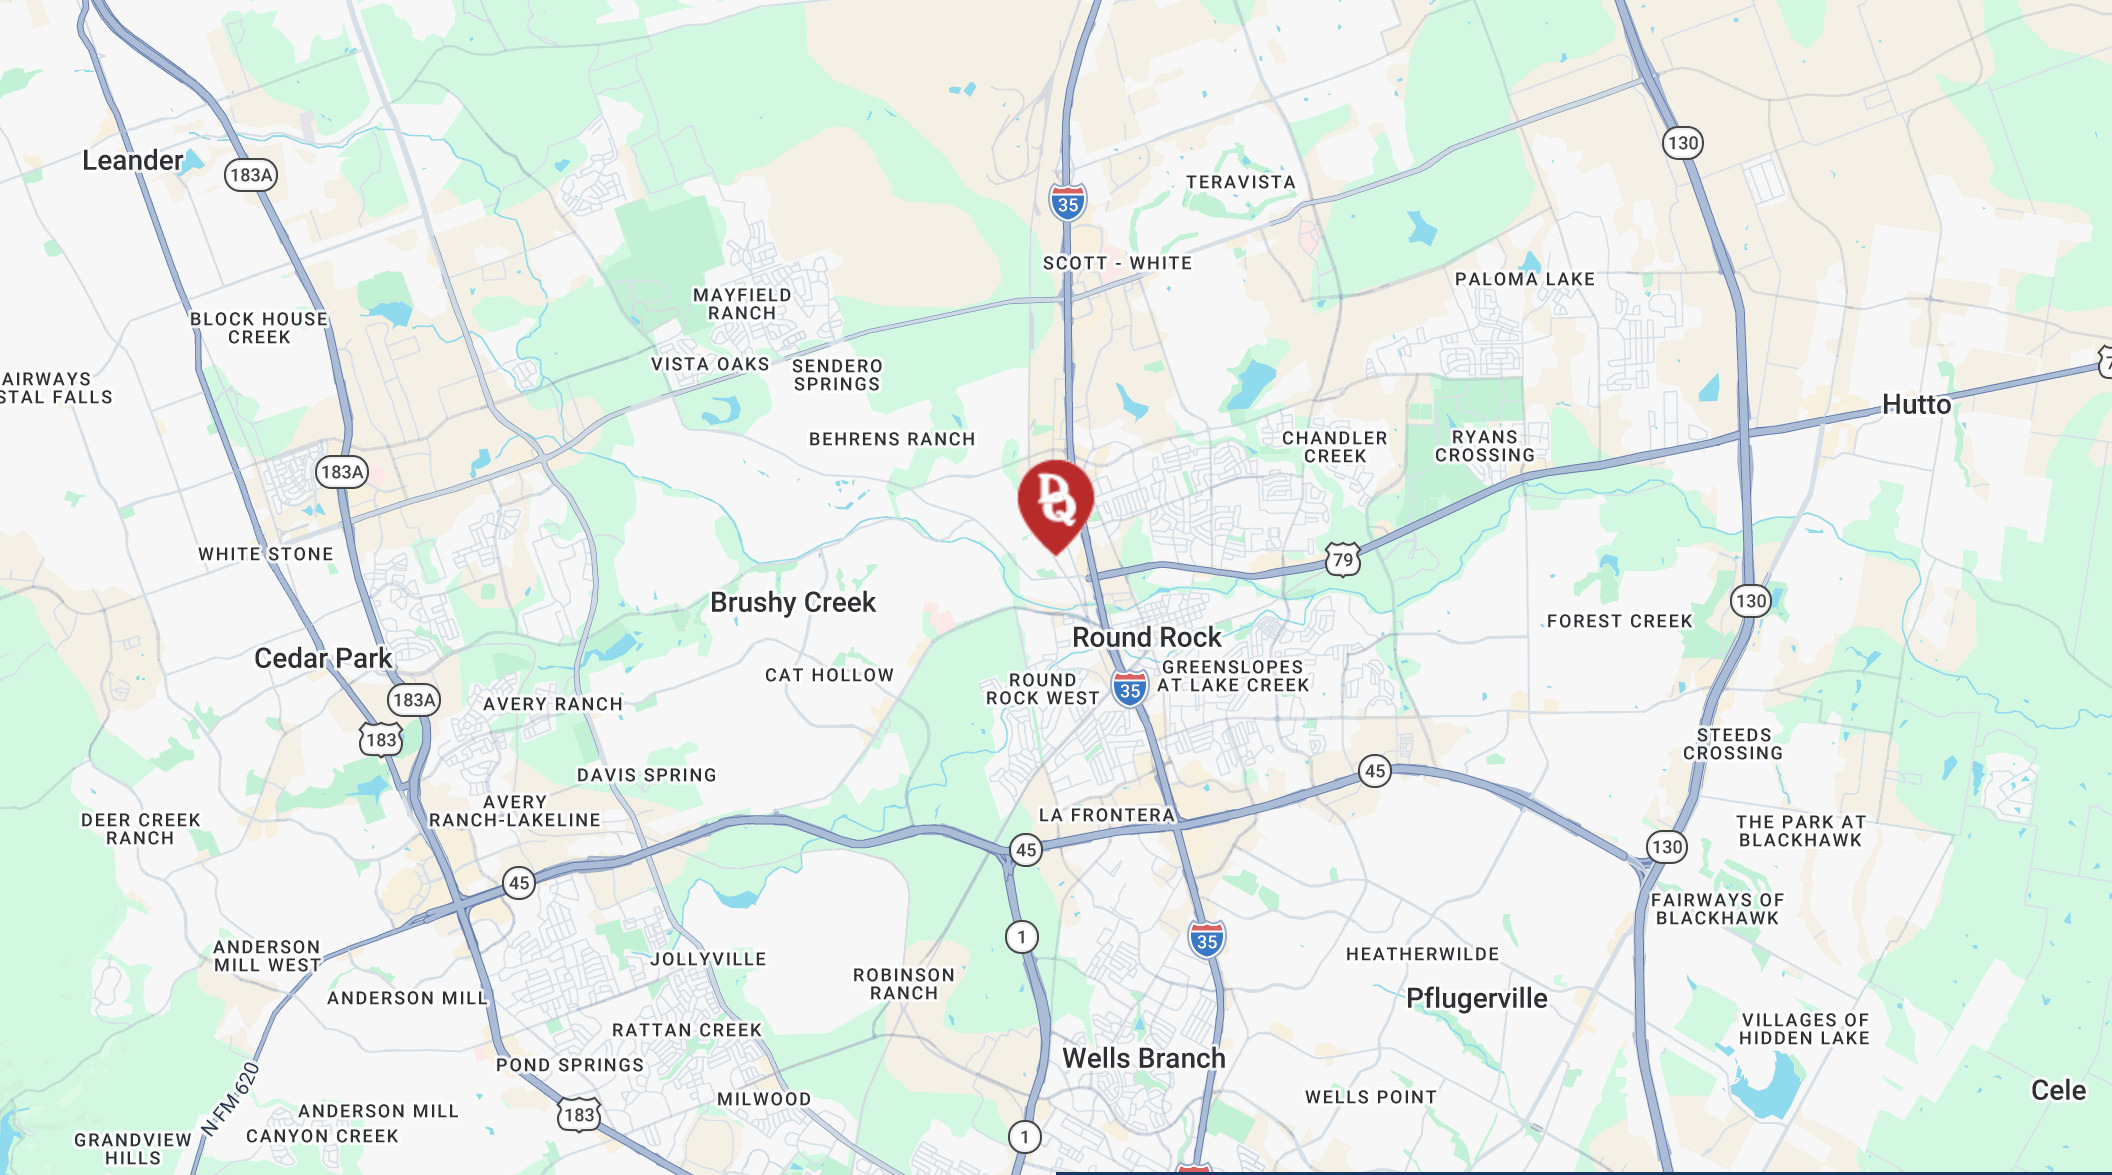 130
Leander
183A
TERAVISTA
35
SCOTT - WHITE
PALOMA LAKE
MAYFIELD
RANCH
BLOCK HOUSE
CREEK
VISTA OAKS
SENDERO
SPRINGS
7
AIRWAYS
STAL FALLS
Hutto
BEHRENS RANCH
CHANDLER
CREEK
RYANS
CROSSING
183A
DQ
WHITE STONE
79
Brushy Creek
130
FOREST CREEK
Round Rock
Cedar Park
CAT HOLLOW
ROUND
ROCK WEST
35
GREENSLOPES
AT LAKE CREEK
183A
AVERY RANCH
183
STEEDS
CROSSING
DAVIS SPRING
45
AVERY
RANCH-LAKELINE
LA FRONTERA
DEER CREEK
RANCH
THE PARK AT
BLACKHAWK
45
130
45
FAIRWAYS OF
BLACKHAWK
1
35
ANDERSON
MILL WEST
JOLLYVILLE
HEATHERWILDE
ROBINSON
RANCH
ANDERSON MILL
Pflugerville
RATTAN CREEK
VILLAGES OF
HIDDEN LAKE
POND SPRINGS
Wells Branch
N FM 620
MILWOOD
WELLS POINT
Cele
ANDERSON MILL
183
CANYON CREEK
1
GRANDVIEW
HILLS